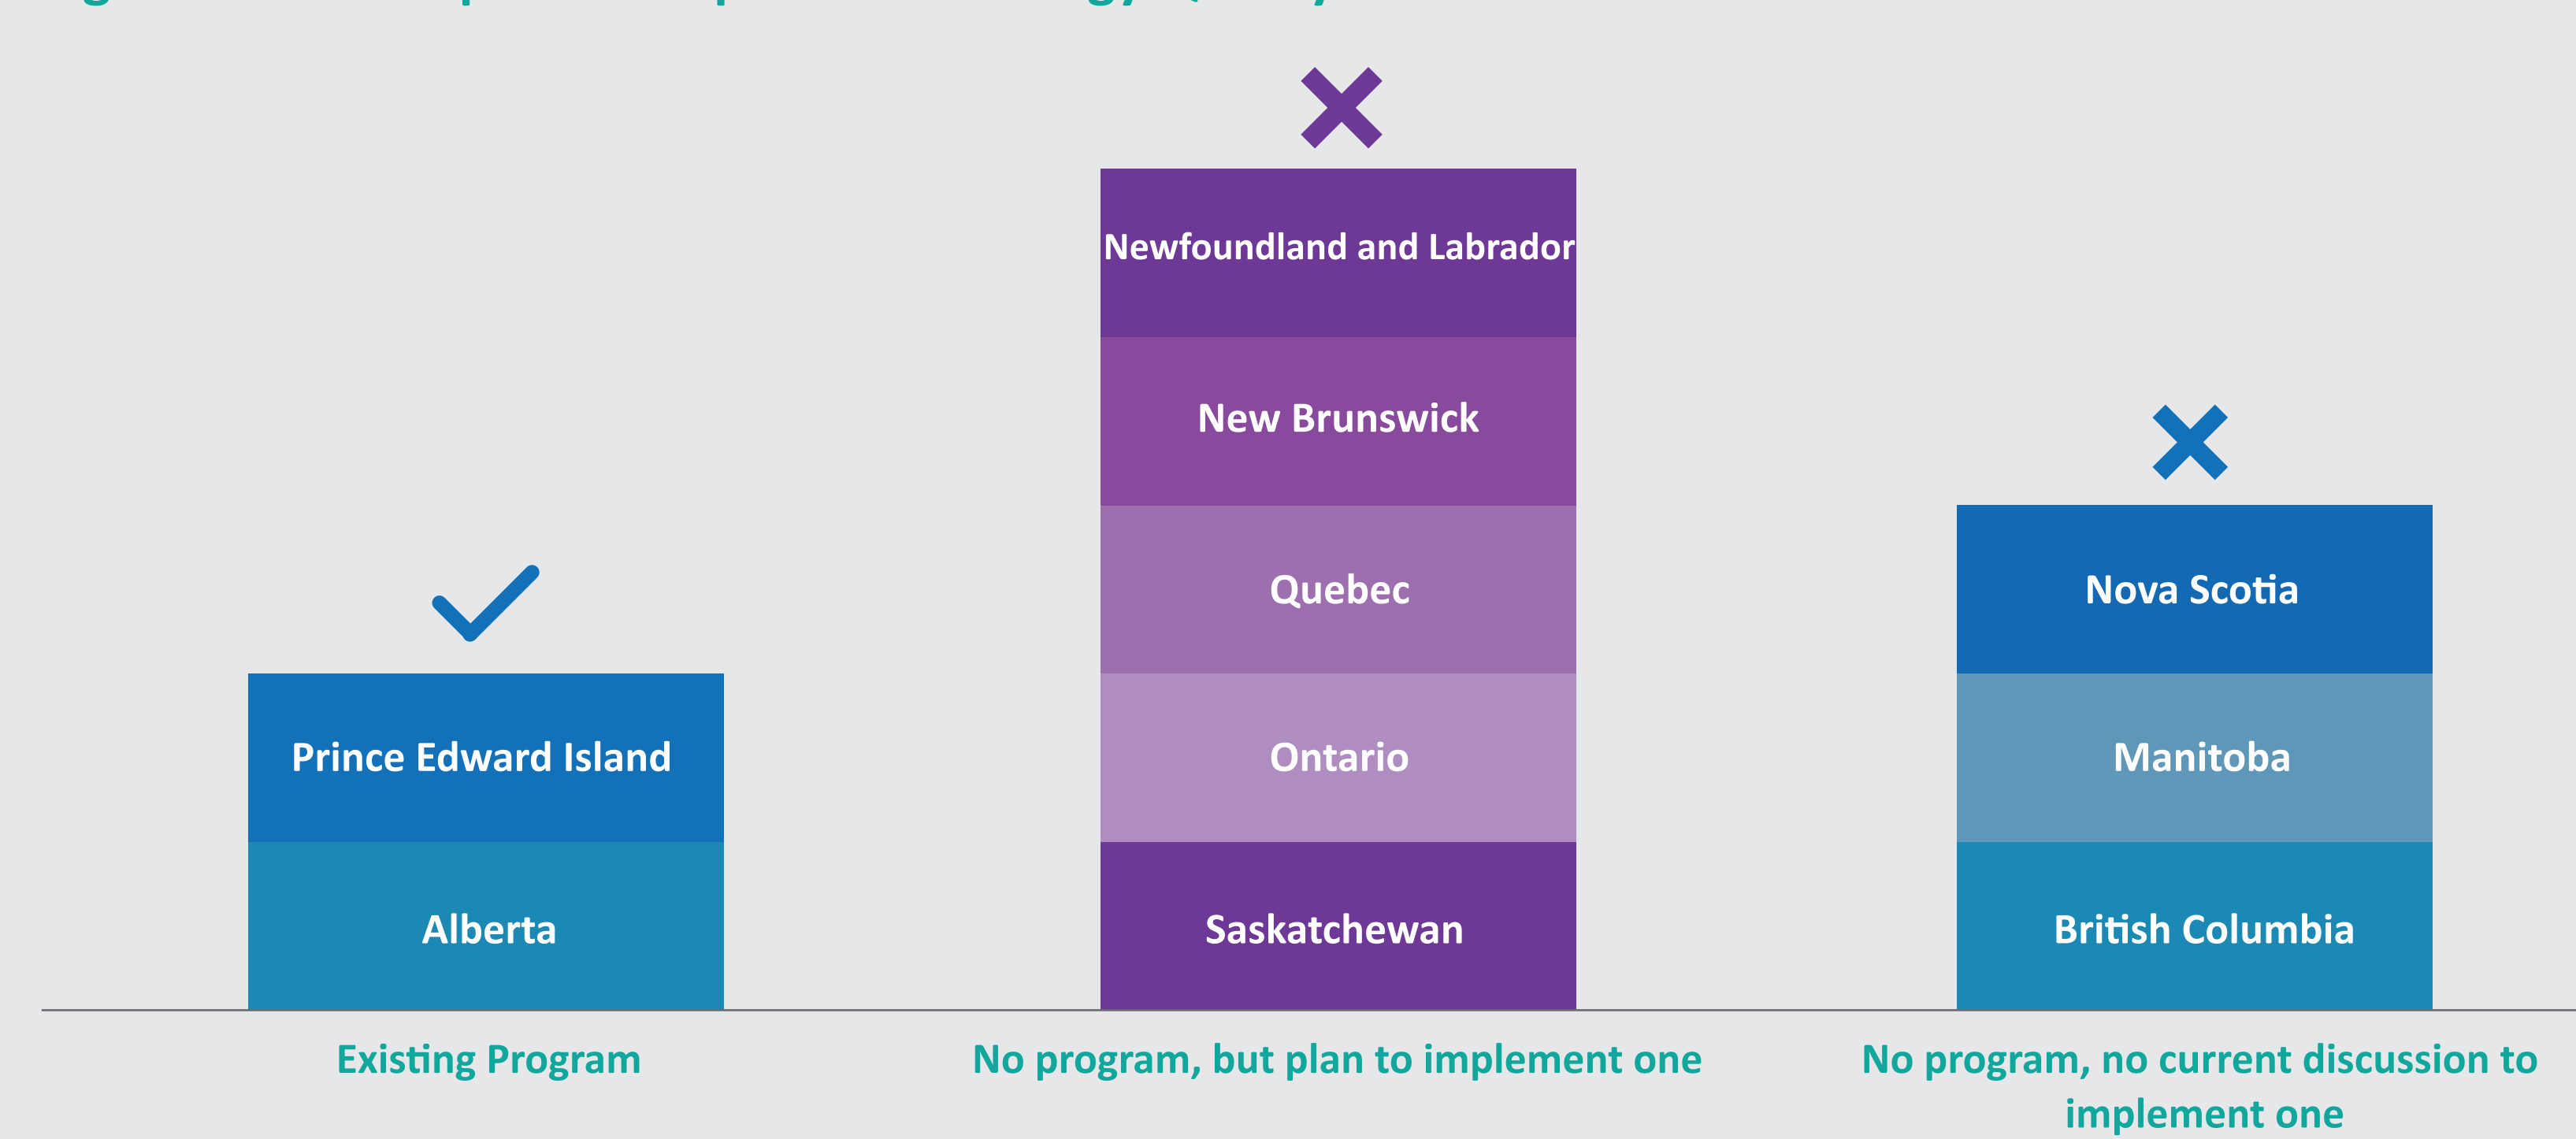 Newfoundland and Labrador
New Brunswick
Quebec
Ontario
Saskatchewan
Prince Edward Island
Alberta
Nova Scotia
Manitoba
British Columbia
Existing Program
No program, but plan to implement one
No program, no current discussion to
implement one